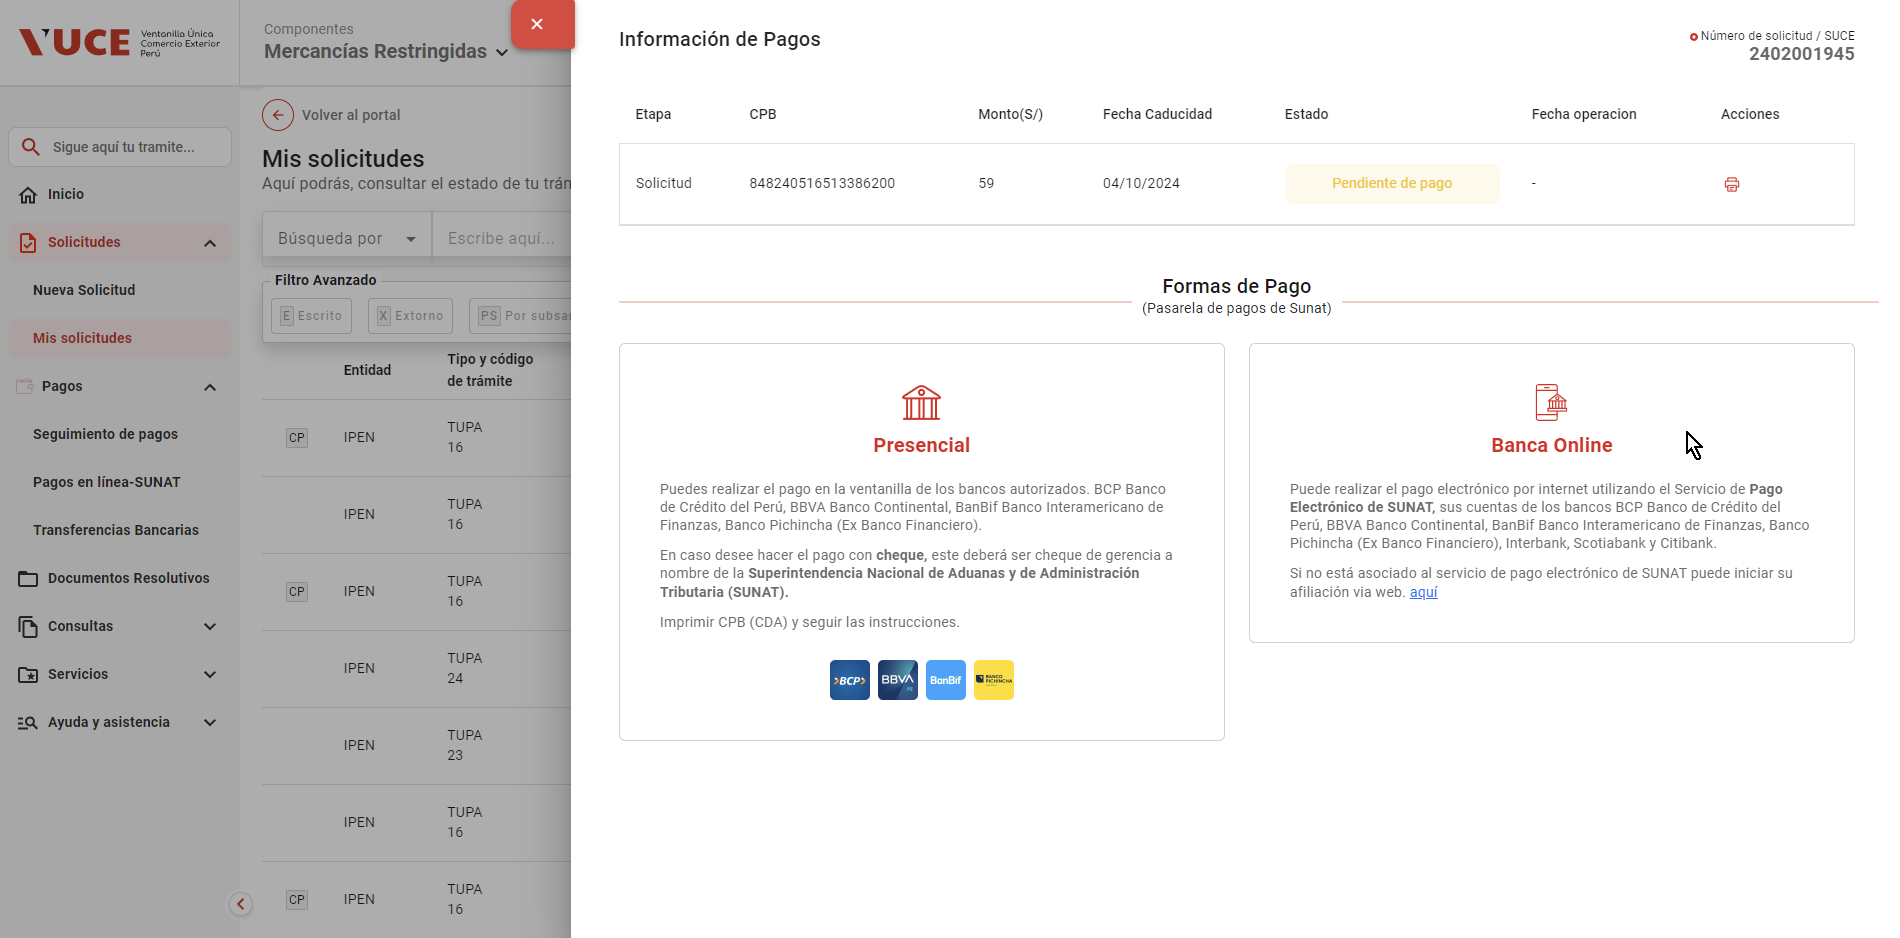 VUCE
Ventanilla Única
Comercio Exterior
Perú
Componentes
Mercancías Restringidas
Sigue aquí tu tramite...
Inicio
Solicitudes
Nueva Solicitud
Mis solicitudes
Pagos
Seguimiento de pagos
Pagos en línea-SUNAT
Transferencias Bancarias
Documentos Resolutivos
Consultas
Servicios
Ayuda y asistencia
Volver al portal
Mis solicitudes
Aquí podrás, consultar el estado de tu trám
Búsqueda por
Escribe aquí...
Filtro Avanzado
E Escrito
X Extorno
PS Por subsa
Entidad
Tipo y código
de trámite
CP IPEN TUPA
16
IPEN TUPA
16
CP IPEN TUPA
16
IPEN TUPA
24
IPEN TUPA
23
IPEN TUPA
16
CP IPEN TUPA
16
Información de Pagos
Número de solicitud / SUCE
2402001945
Etapa CPB Monto(S/) Fecha Caducidad Estado Fecha operacion Acciones
Solicitud 848240516513386200 59 04/10/2024 Pendiente de pago -
Formas de Pago
(Pasarela de pagos de Sunat)
Presencial
Puedes realizar el pago en la ventanilla de los bancos autorizados. BCP Banco
de Crédito del Perú, BBVA Banco Continental, BanBif Banco Interamericano de
Finanzas, Banco Pichincha (Ex Banco Financiero).
En caso desee hacer el pago con cheque, este deberá ser cheque de gerencia a
nombre de la Superintendencia Nacional de Aduanas y de Administración
Tributaria (SUNAT).
Imprimir CPB (CDA) y seguir las instrucciones.
BCP
BBVA
PE
BanBif
BANCO
PICHINCHA
Banca Online
Puede realizar el pago electrónico por internet utilizando el Servicio de Pago
Electrónico de SUNAT, sus cuentas de los bancos BCP Banco de Crédito del
Perú, BBVA Banco Continental, BanBif Banco Interamericano de Finanzas, Banco
Pichincha (Ex Banco Financiero), Interbank, Scotiabank y Citibank.
Si no está asociado al servicio de pago electrónico de SUNAT puede iniciar su
afiliación via web. aquí